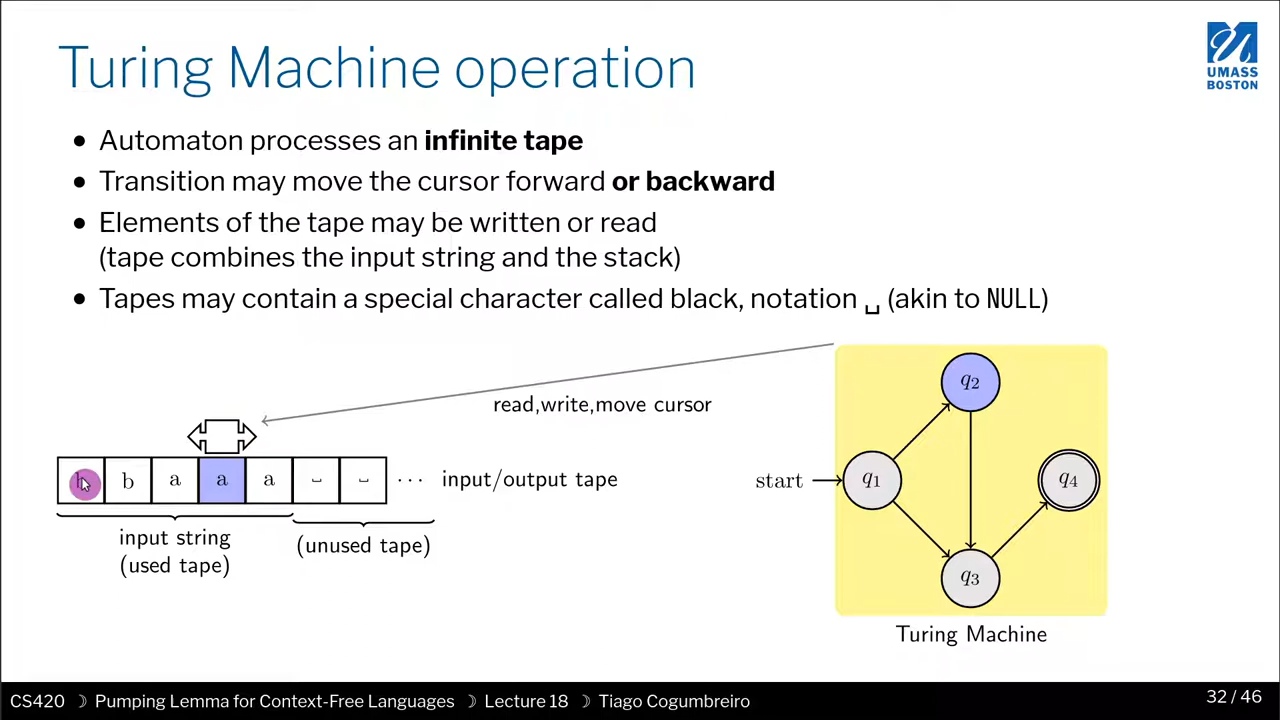 Turing Machine operation
UMASS
BOSTON
• Automaton processes an infinite tape
• Transition may move the cursor forward or backward
• Elements of the tape may be written or read
(tape combines the input string and the stack)
• Tapes may contain a special character called black, notation ␣ (akin to NULL)
read,write,move cursor
b b a a a ␣ ␣ ··· input/output tape
input string
(used tape)
(unused tape)
q2
start q1 q4
q3
Turing Machine
CS420 ☽ Pumping Lemma for Context-Free Languages ☽ Lecture 18 ☽ Tiago Cogumbreiro
32 / 46